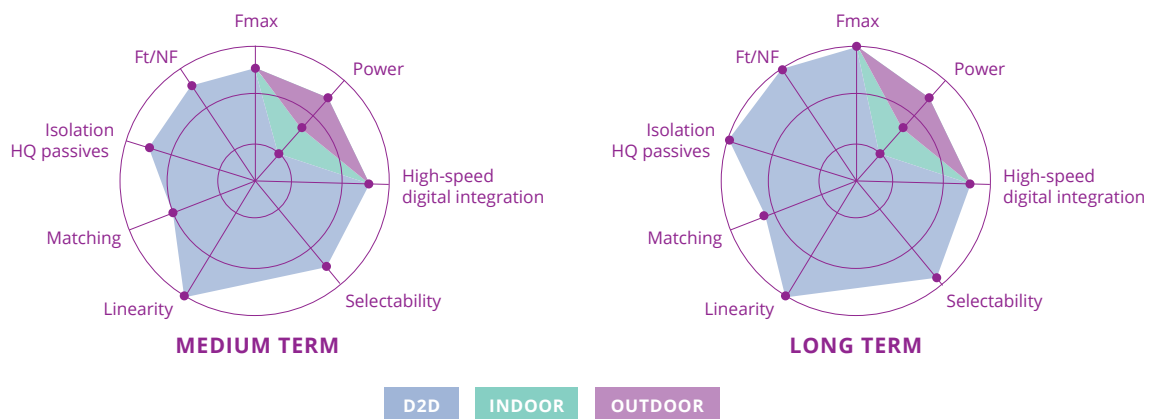 Fmax
Ft/NF
Power
Isolation
HQ passives
High-speed
digital integration
Matching
Linearity
Selectability
MEDIUM TERM
Fmax
Ft/NF
Power
Isolation
HQ passives
High-speed
digital integration
Matching
Linearity
Selectability
LONG TERM
D2D
INDOOR
OUTDOOR